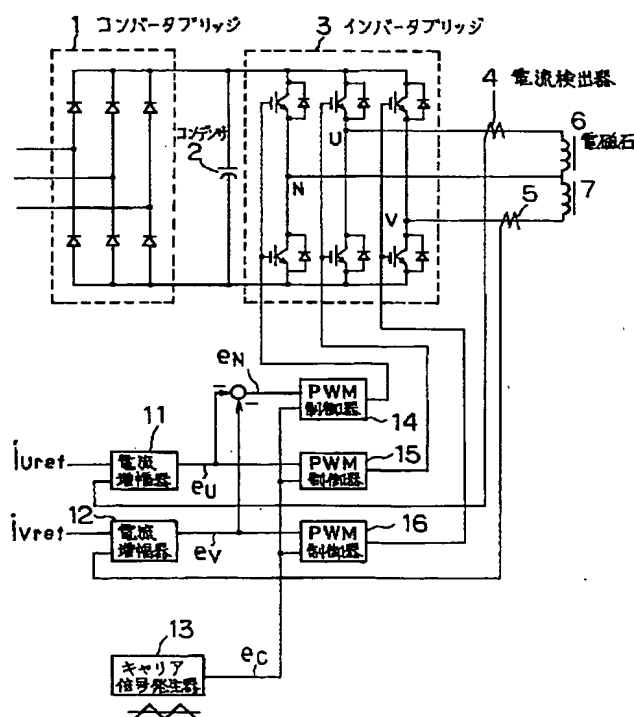 1 コンバータブリッジ
3 インバータブリッジ
4 電流検出器
コンデンサ
2
6
電磁石
7
5
U
N
V
eN
PWM
制御器
14
11
iUref
電流
増幅器
eU
PWM
制御器
15
12
iVref
電流
増幅器
eV
PWM
制御器
16
13
キャリア
信号発生器
eC